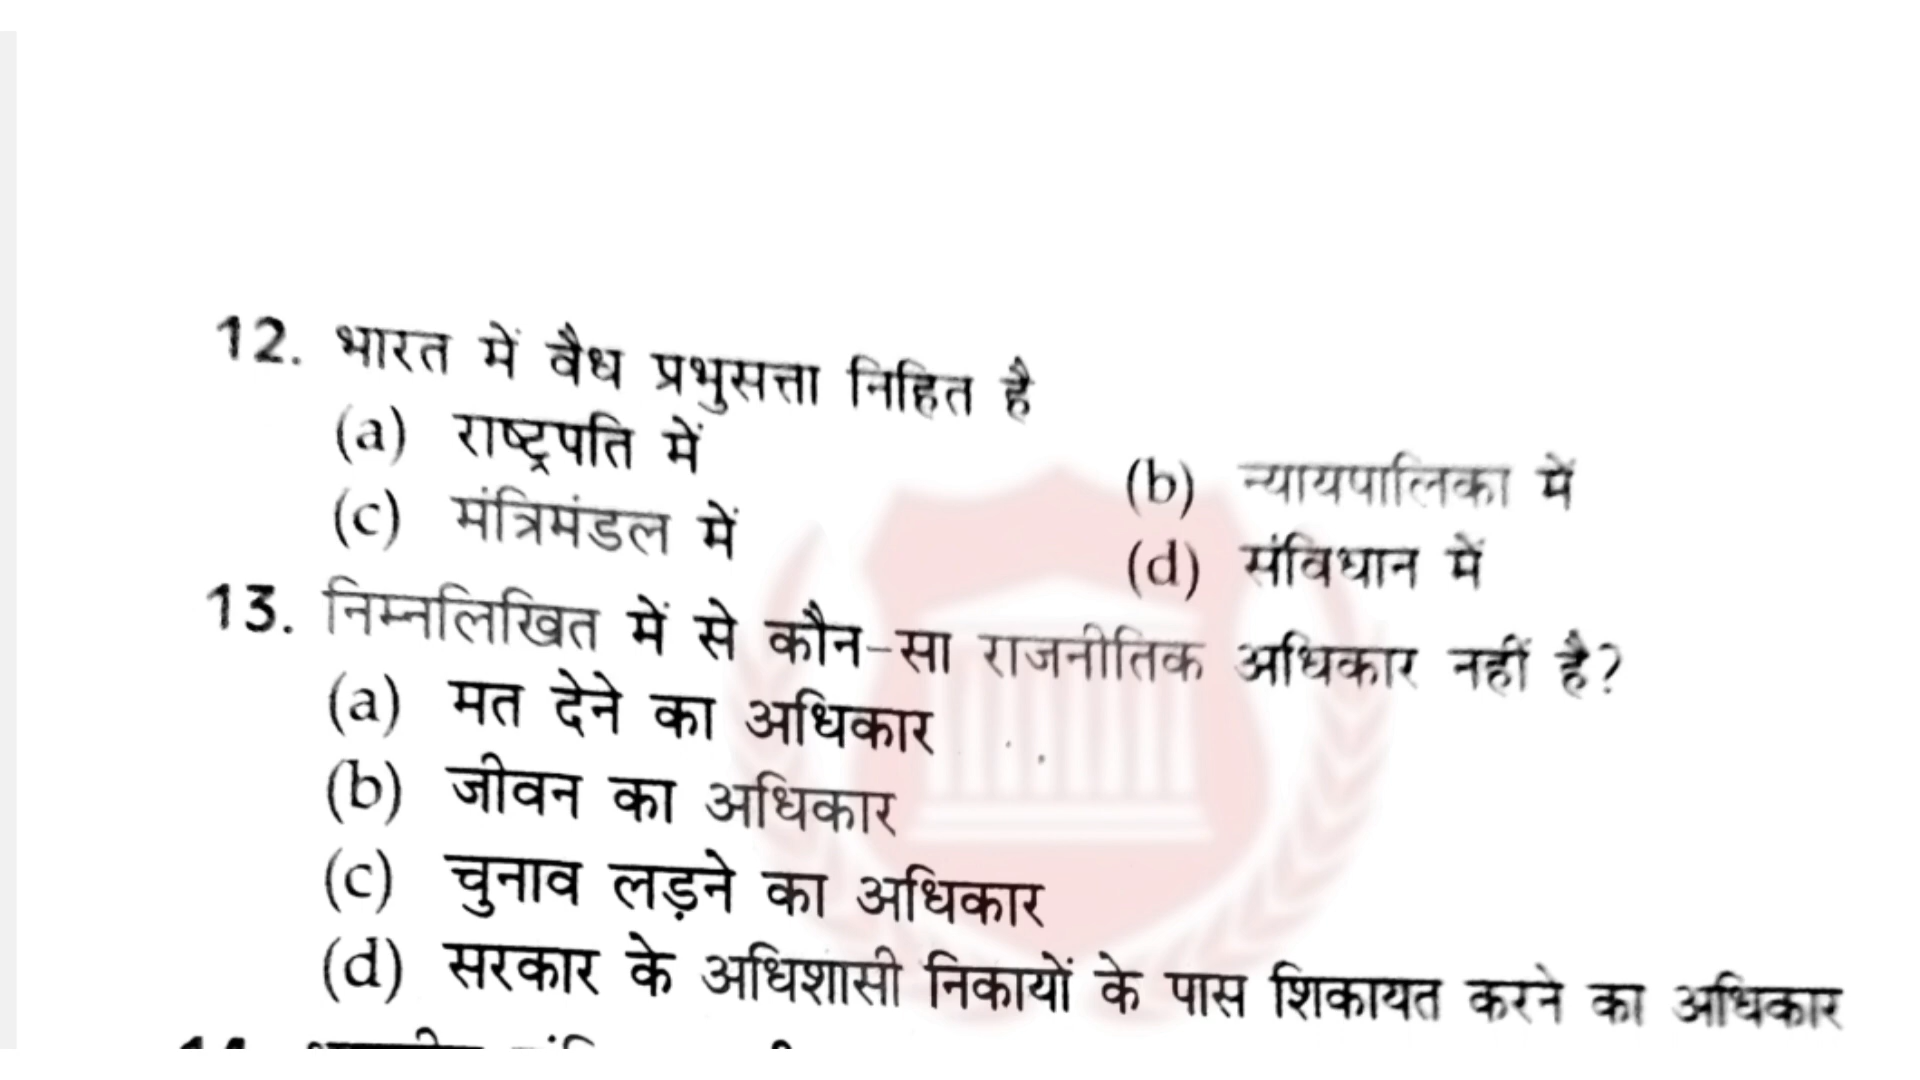 12. भारत में वैध प्रभुसत्ता निहित है
(a) राष्ट्रपति में (b) न्यायपालिका में
(c) मंत्रिमंडल में (d) संविधान में
13. निम्नलिखित में से कौन-सा राजनीतिक अधिकार नहीं है?
(a) मत देने का अधिकार
(b) जीवन का अधिकार
(c) चुनाव लड़ने का अधिकार
(d) सरकार के अधिशासी निकायों के पास शिकायत करने का अधिकार